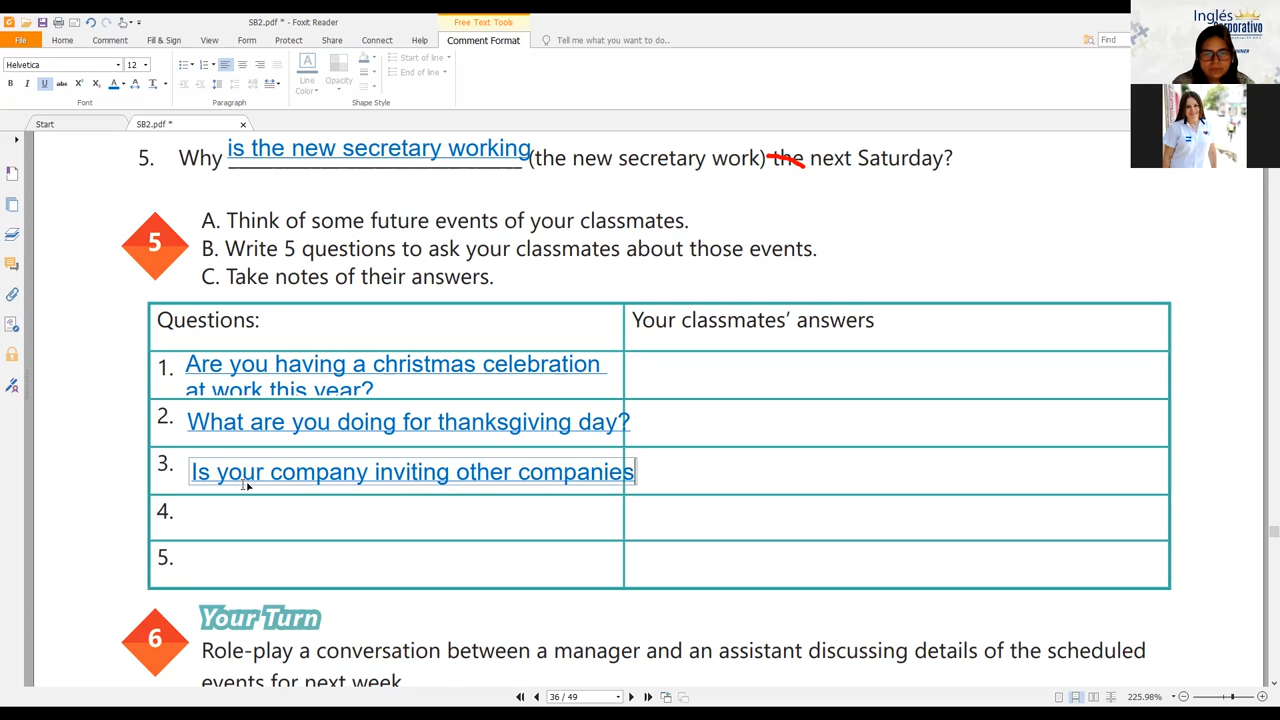 SB2.pdf * - Foxit Reader
Free Text Tools
File Home Comment Fill & Sign View Form Protect Share Connect Help Comment Format Tell me what you want to do.. Find
Helvetica 12
Line Color Opacity Start of line End of line
B I U abc X² X₂ A T
Font Paragraph Shape Style
Start SB2.pdf *
Inglés
Corporativo
5. Why is the new secretary working (the new secretary work) the next Saturday?
5
A. Think of some future events of your classmates.
B. Write 5 questions to ask your classmates about those events.
C. Take notes of their answers.
Questions: Your classmates’ answers
1. Are you having a christmas celebration
at work this year?
2. What are you doing for thanksgiving day?
3. Is your company inviting other companies
4.
5.
6
Your Turn
Role-play a conversation between a manager and an assistant discussing details of the scheduled
events for next week
36 / 49 225.98%